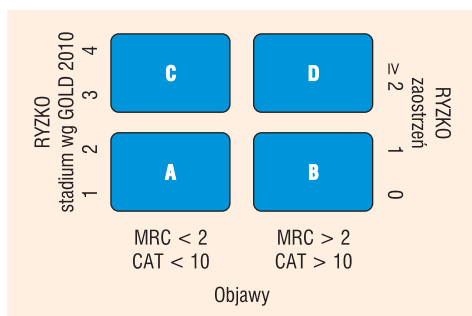 RYZKO
stadium wg GOLD 2010
1 2 3 4
C
D
A
B
≥ 2
1
0
RYZKO
zaostrzeń
MRC < 2
CAT < 10
MRC > 2
CAT > 10
Objawy